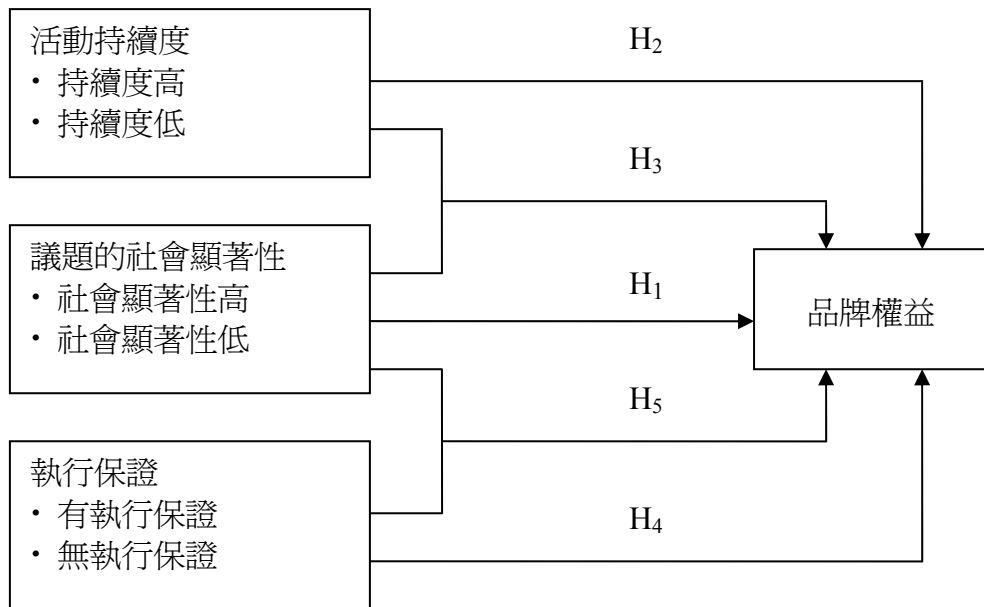 活動持續度
• 持續度高
• 持續度低
議題的社會顯著性
• 社會顯著性高
• 社會顯著性低
執行保證
• 有執行保證
• 無執行保證
H₂
H₃
H₁
H₅
H₄
品牌權益